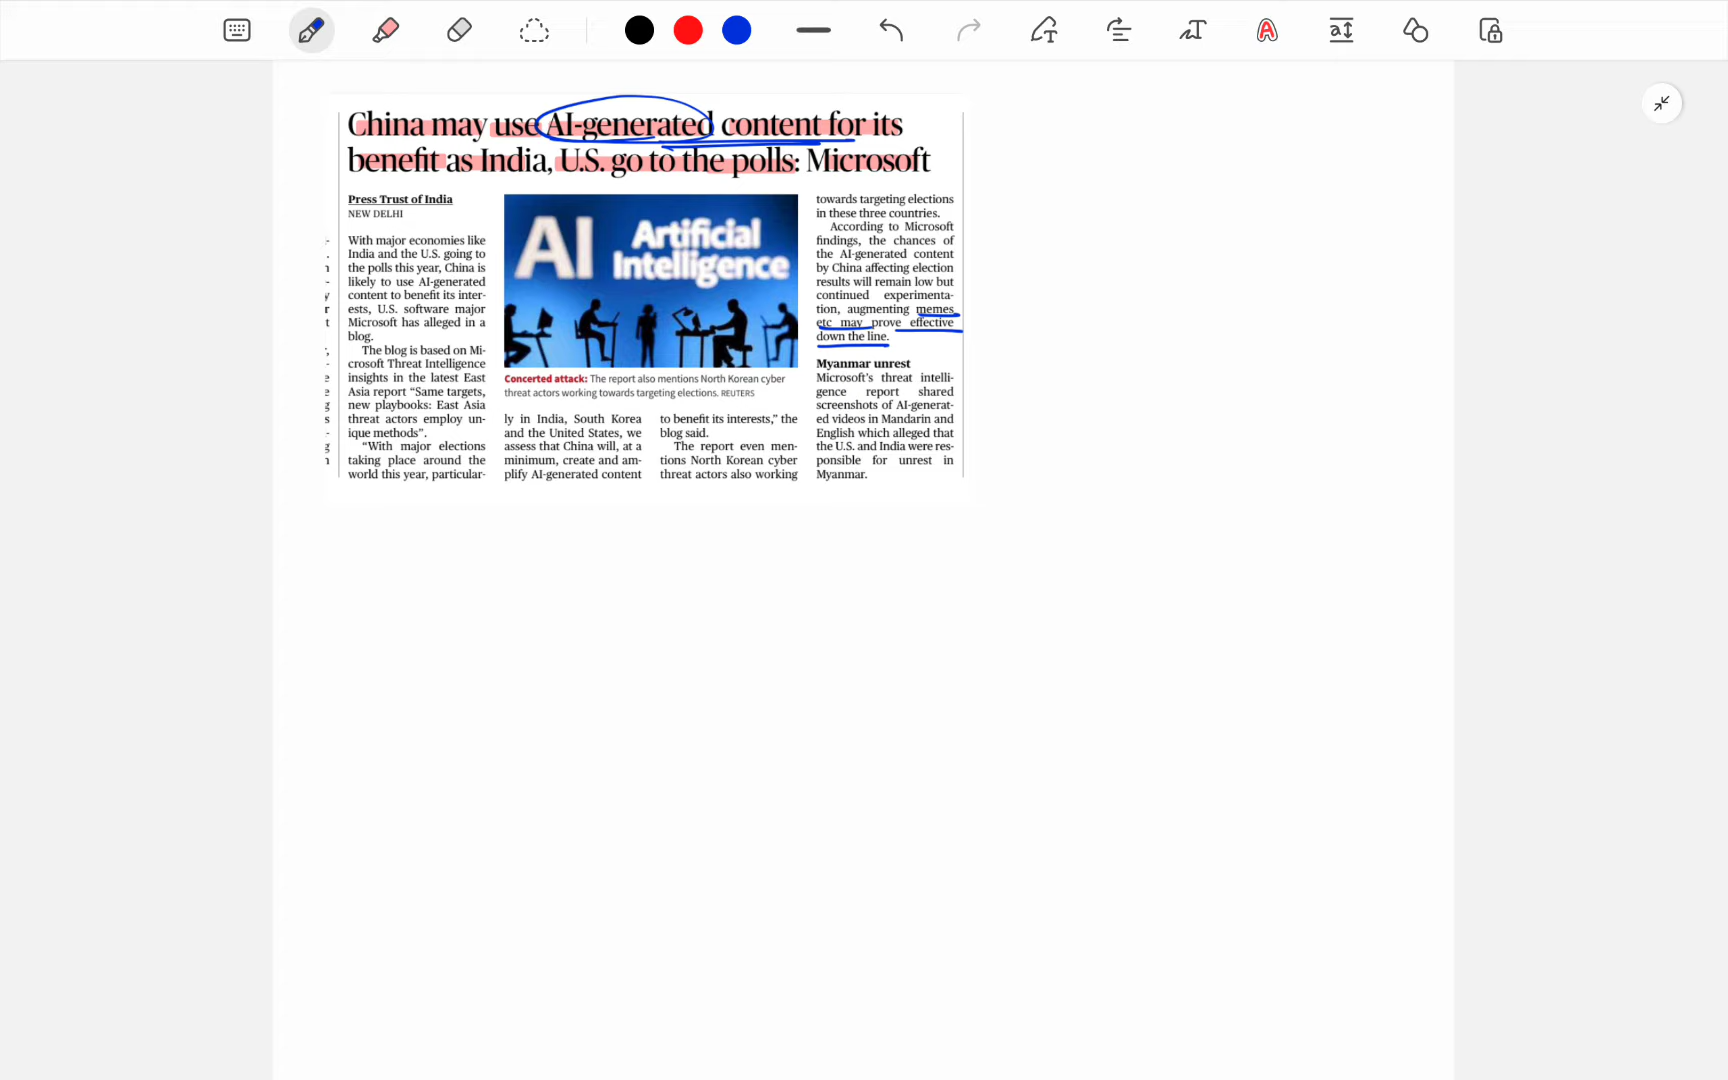 China may use AI-generated content for its
benefit as India, U.S. go to the polls: Microsoft
Press Trust of India
NEW DELHI
With major economies like
India and the U.S. going to
the polls this year, China is
likely to use AI-generated
content to benefit its inter-
ests, U.S. software major
Microsoft has alleged in a
blog.
The blog is based on Mi-
crosoft Threat Intelligence
insights in the latest East
Asia report “Same targets,
new playbooks: East Asia
threat actors employ un-
ique methods”.
“With major elections
taking place around the
world this year, particular-
AI Artificial
Intelligence
Concerted attack: The report also mentions North Korean cyber
threat actors working towards targeting elections. REUTERS
ly in India, South Korea
and the United States, we
assess that China will, at a
minimum, create and am-
plify AI-generated content
to benefit its interests,” the
blog said.
The report even men-
tions North Korean cyber
threat actors also working
towards targeting elections
in these three countries.
According to Microsoft
findings, the chances of
the AI-generated content
by China affecting election
results will remain low but
continued experimenta-
tion, augmenting memes
etc may prove effective
down the line.
Myanmar unrest
Microsoft’s threat intelli-
gence report shared
screenshots of AI-generat-
ed videos in Mandarin and
English which alleged that
the U.S. and India were res-
ponsible for unrest in
Myanmar.